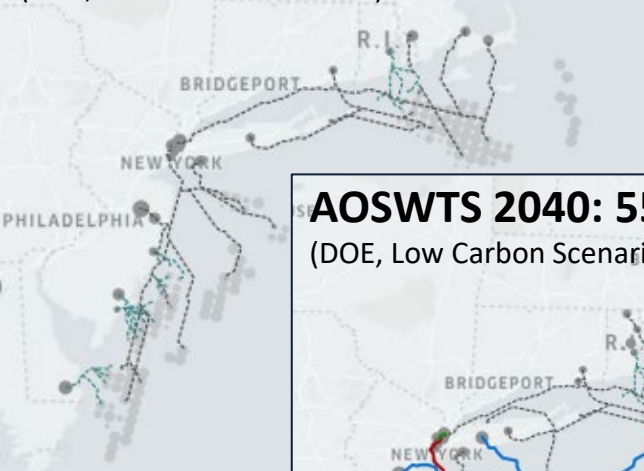 R.I.
BRIDGEPORT
NEW YORK
PHILADELPHIA
AOSWTS 2040: 5
(DOE, Low Carbon Scenari
R.
BRIDGEPORT
NEW YORK